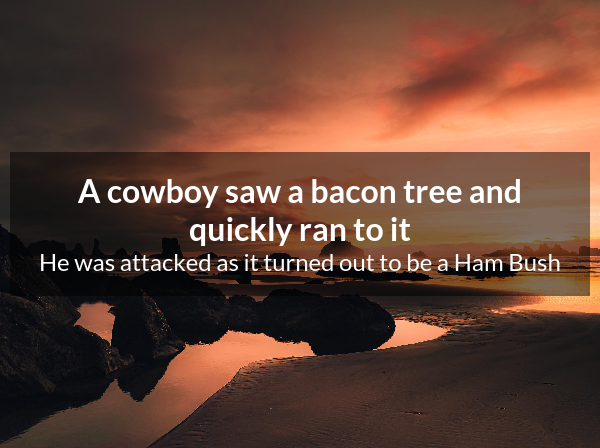 A cowboy saw a bacon tree and
quickly ran to it
He was attacked as it turned out to be a Ham Bush